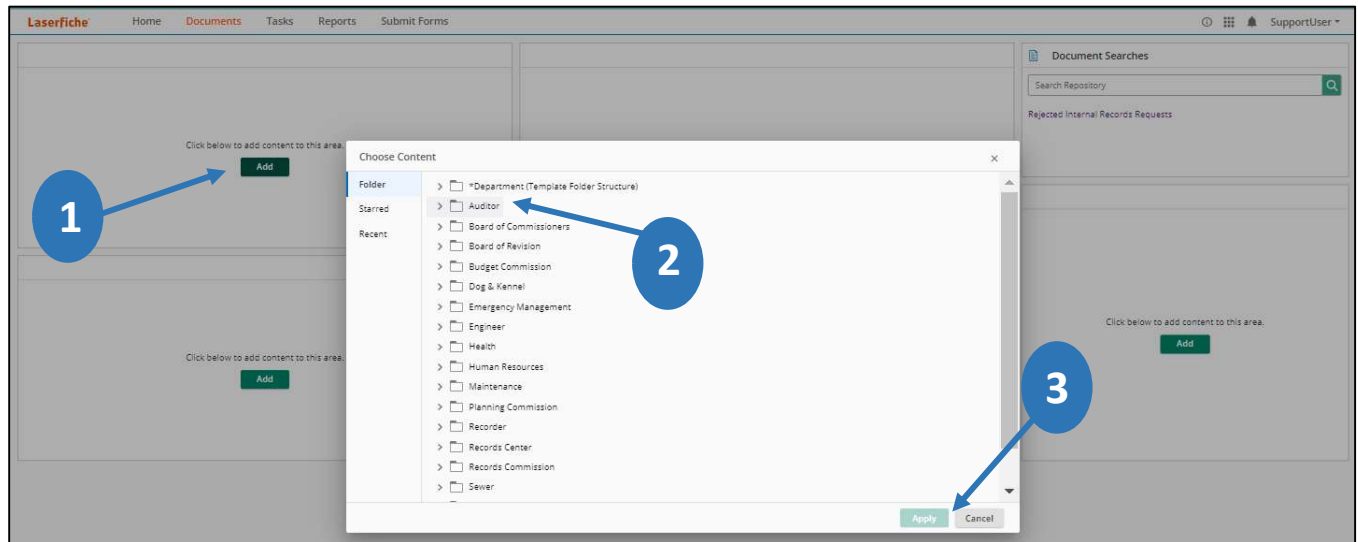 Laserfiche Home Documents Tasks Reports Submit Forms SupportUser
Document Searches
Search Repository
Rejected Internal Records Requests
Click below to add content to this area.
Add
1
Choose Content
Folder
Starred
Recent
*Department (Template Folder Structure)
Auditor
Board of Commissioners
Board of Revision
Budget Commission
Dog & Kennel
Emergency Management
Engineer
Health
Human Resources
Maintenance
Planning Commission
Recorder
Records Center
Records Commission
Sewer
2
Click below to add content to this area.
Add
Click below to add content to this area.
Add
3
Apply Cancel